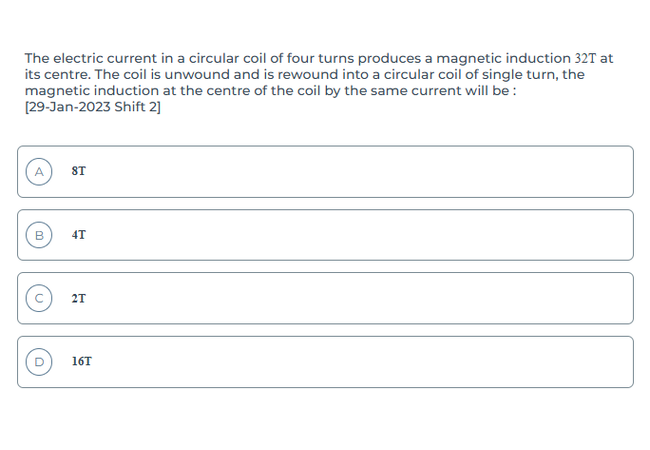 The electric current in a circular coil of four turns produces a magnetic induction 32T at
its centre. The coil is unwound and is rewound into a circular coil of single turn, the
magnetic induction at the centre of the coil by the same current will be :
[29-Jan-2023 Shift 2]
A 8T
B 4T
C 2T
D 16T